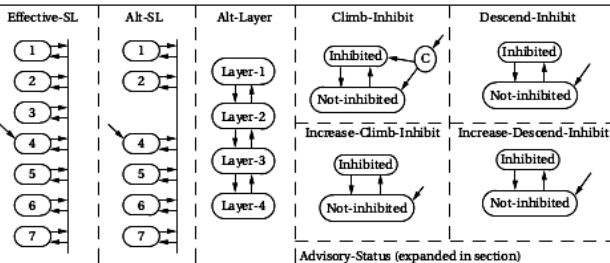 Effective-SL
1
2
3
4
5
6
7
Alt-SL
1
2
4
5
6
7
Alt-Layer
Layer-1
Layer-2
Layer-3
Layer-4
Climb-Inhibit
Inhibited
C
Not-inhibited
Descend-Inhibit
Inhibited
Not-inhibited
Increase-Climb-Inhibit
Inhibited
Not-inhibited
Increase-Descend-Inhibit
Inhibited
Not-inhibited
Advisory-Status (expanded in section)